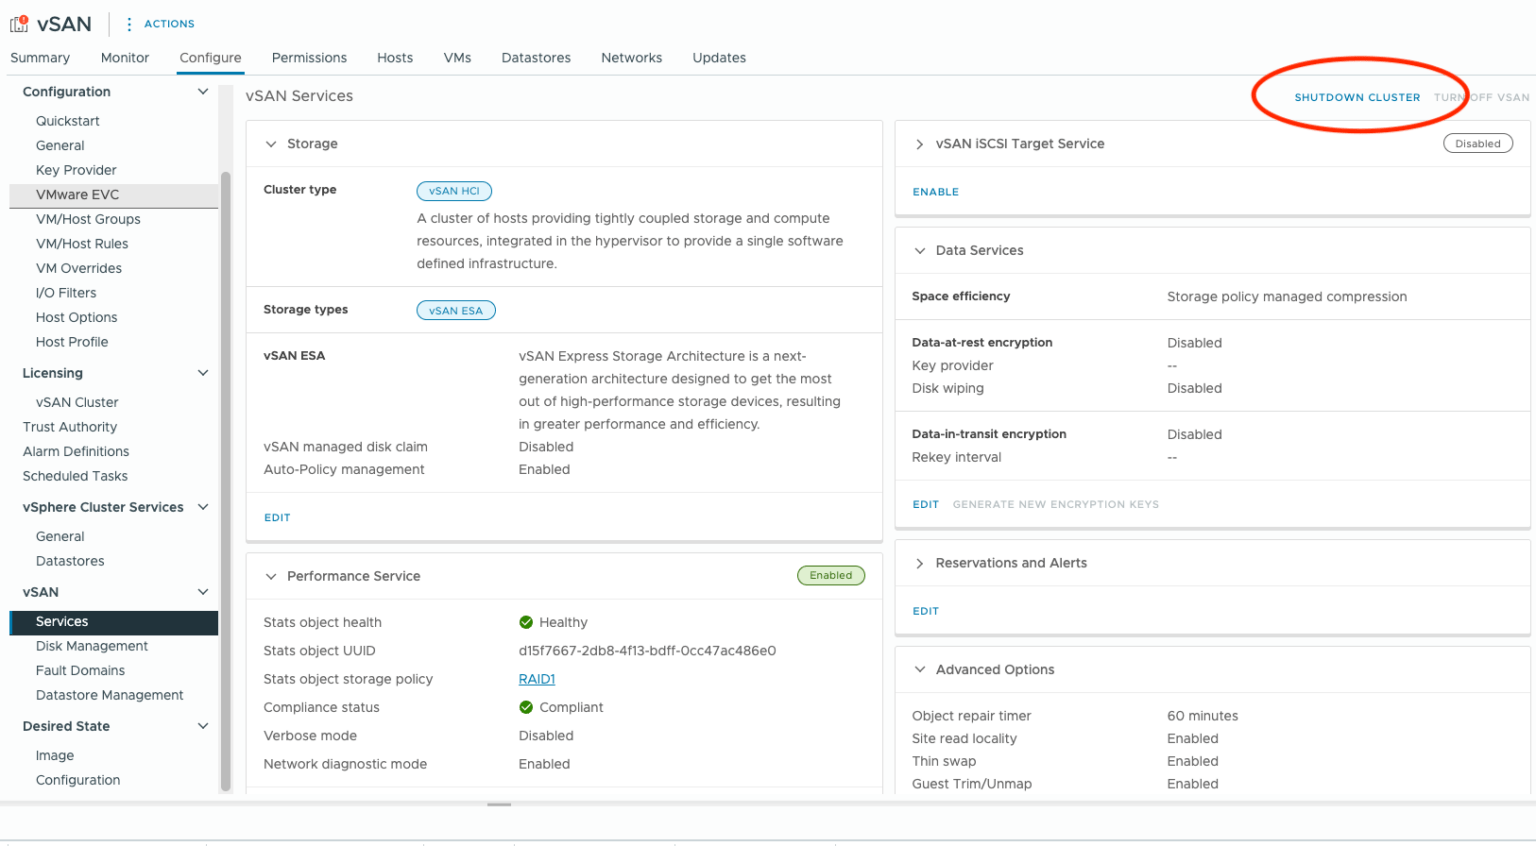 vSAN
ACTIONS
Summary Monitor Configure Permissions Hosts VMs Datastores Networks Updates
Configuration
Quickstart
General
Key Provider
VMware EVC
VM/Host Groups
VM/Host Rules
VM Overrides
I/O Filters
Host Options
Host Profile
Licensing
vSAN Cluster
Trust Authority
Alarm Definitions
Scheduled Tasks
vSphere Cluster Services
General
Datastores
vSAN
Services
Disk Management
Fault Domains
Datastore Management
Desired State
Image
Configuration
vSAN Services
SHUTDOWN CLUSTER TURN OFF VSAN
Storage
Cluster type vSAN HCI
A cluster of hosts providing tightly coupled storage and compute
resources, integrated in the hypervisor to provide a single software
defined infrastructure.
Storage types vSAN ESA
vSAN ESA vSAN Express Storage Architecture is a next-
generation architecture designed to get the most
out of high-performance storage devices, resulting
in greater performance and efficiency.
vSAN managed disk claim Disabled
Auto-Policy management Enabled
EDIT
Performance Service Enabled
Stats object health Healthy
Stats object UUID d15f7667-2db8-4f13-bdff-0cc47ac486e0
Stats object storage policy RAID1
Compliance status Compliant
Verbose mode Disabled
Network diagnostic mode Enabled
vSAN iSCSI Target Service Disabled
ENABLE
Data Services
Space efficiency Storage policy managed compression
Data-at-rest encryption Disabled
Key provider --
Disk wiping Disabled
Data-in-transit encryption Disabled
Rekey interval --
EDIT GENERATE NEW ENCRYPTION KEYS
Reservations and Alerts
EDIT
Advanced Options
Object repair timer 60 minutes
Site read locality Enabled
Thin swap Enabled
Guest Trim/Unmap Enabled